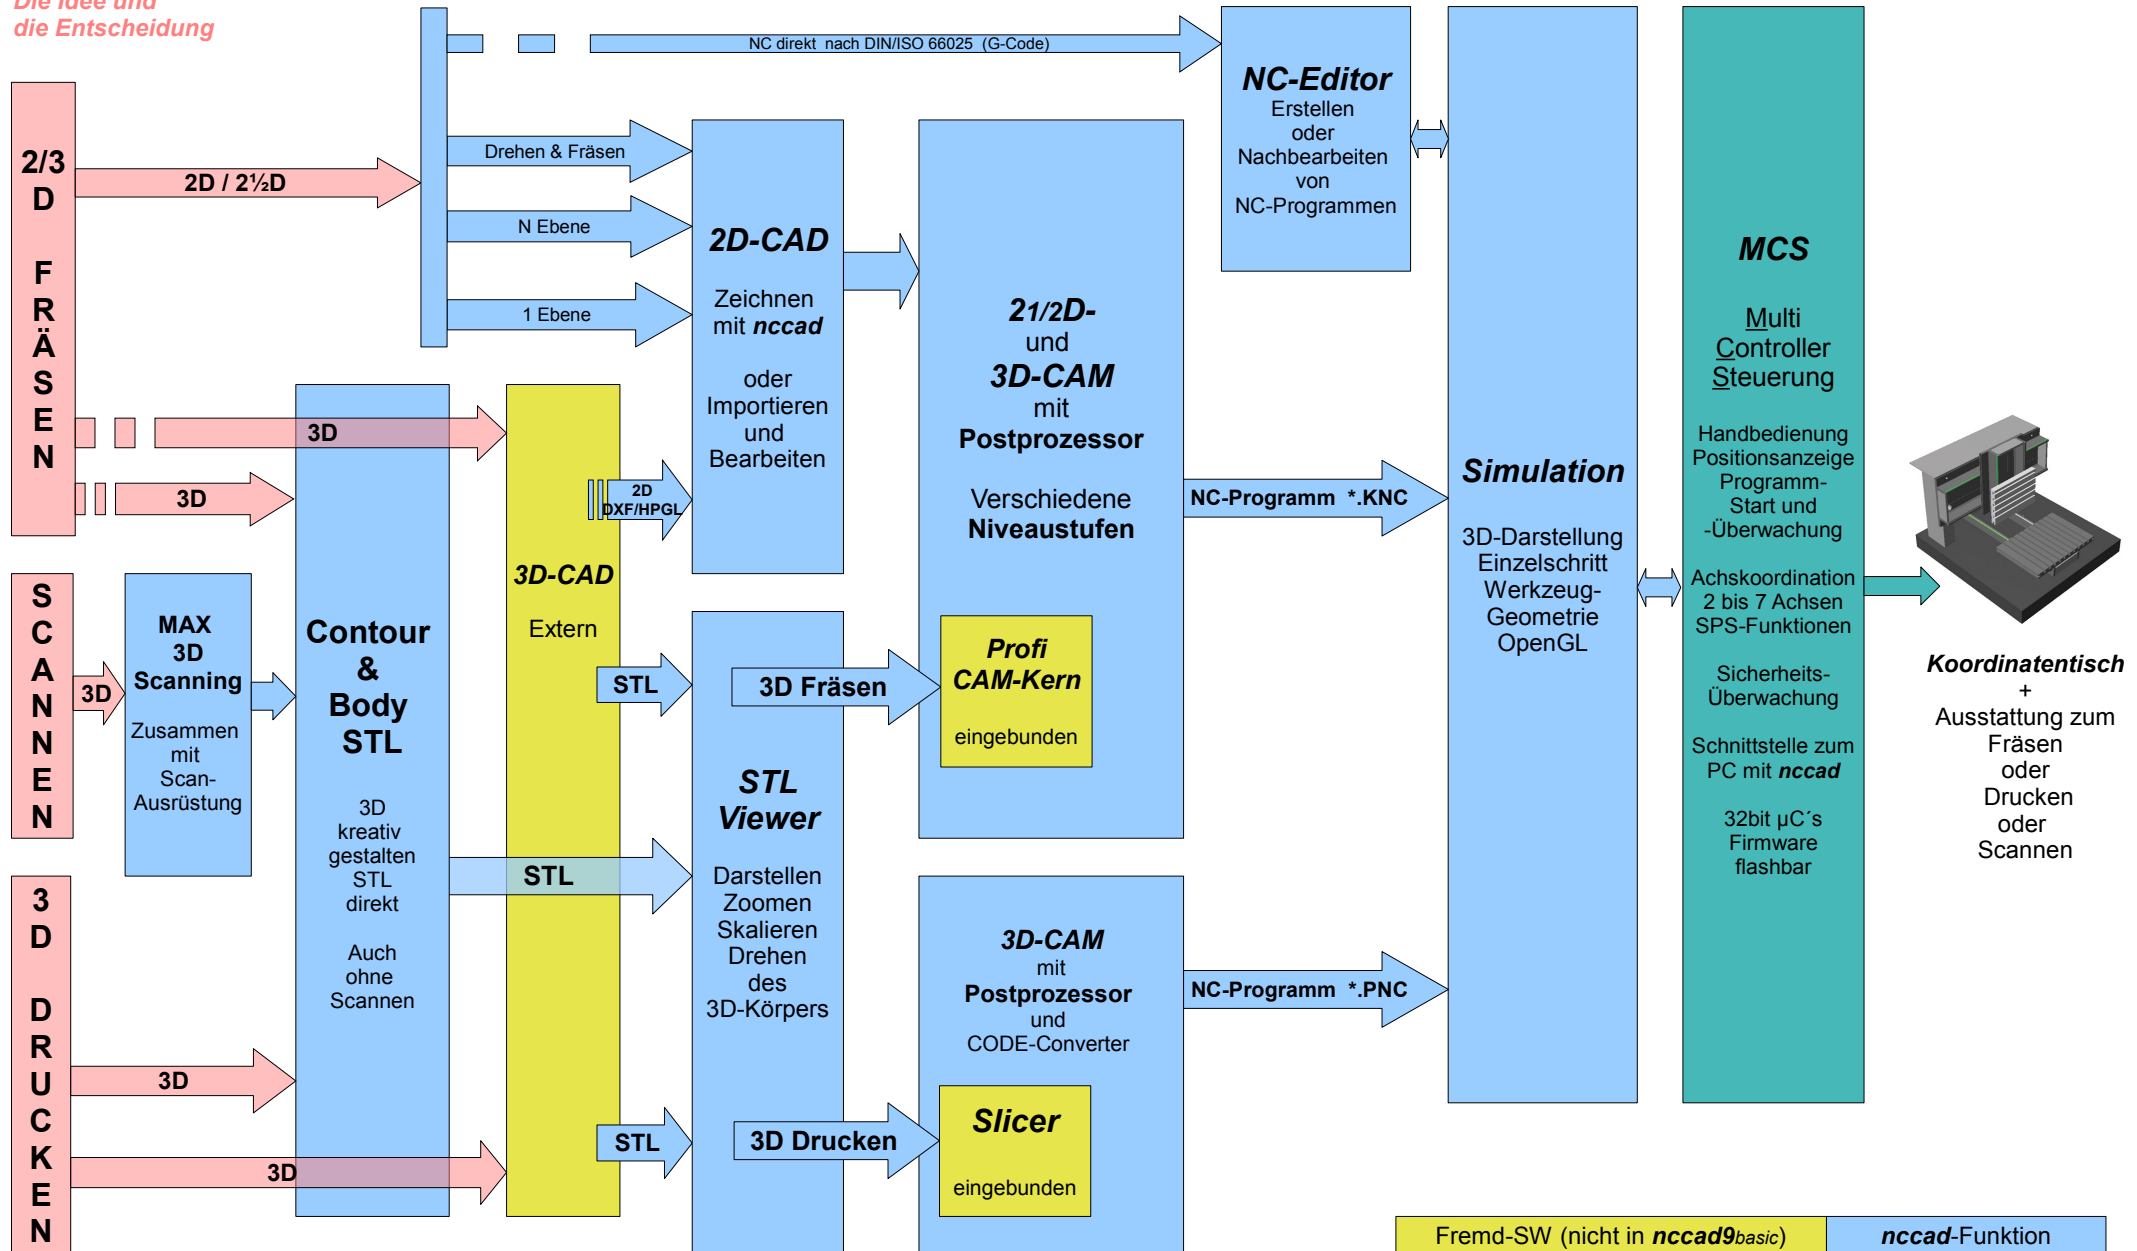 Die Idee und
die Entscheidung
2/3
D
F
R
Ä
S
E
N
2D / 2½D
3D
3D
S
C
A
N
N
E
N
3D
3
D
D
R
U
C
K
E
N
3D
3D
MAX
3D
Scanning
Zusammen
mit
Scan-
Ausrüstung
Contour
&
Body
STL
3D
kreativ
gestalten
STL
direkt
Auch
ohne
Scannen
NC direkt nach DIN/ISO 66025 (G-Code)
Drehen & Fräsen
N Ebene
1 Ebene
3D-CAD
Extern
2D
DXF/HPGL
STL
STL
STL
2D-CAD
Zeichnen
mit nccad
oder
Importieren
und
Bearbeiten
STL
Viewer
Darstellen
Zoomen
Skalieren
Drehen
des
3D-Körpers
3D Fräsen
3D Drucken
21/2D-
und
3D-CAM
mit
Postprozessor
Verschiedene
Niveaustufen
Profi
CAM-Kern
eingebunden
3D-CAM
mit
Postprozessor
und
CODE-Converter
Slicer
eingebunden
NC-Editor
Erstellen
oder
Nachbearbeiten
von
NC-Programmen
NC-Programm *.KNC
NC-Programm *.PNC
Simulation
3D-Darstellung
Einzelschritt
Werkzeug-
Geometrie
OpenGL
MCS
Multi
Controller
Steuerung
Handbedienung
Positionsanzeige
Programm-
Start und
-Überwachung
Achskoordination
2 bis 7 Achsen
SPS-Funktionen
Sicherheits-
Überwachung
Schnittstelle zum
PC mit nccad
32bit µC´s
Firmware
flashbar
Koordinatentisch
+
Ausstattung zum
Fräsen
oder
Drucken
oder
Scannen
Fremd-SW (nicht in nccad9basic)
nccad-Funktion